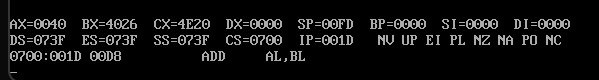 AX=0040 BX=4026 CX=4E20 DX=0000 SP=00FD BP=0000 SI=0000 DI=0000
DS=073F ES=073F SS=073F CS=0700 IP=001D NV UP EI PL NZ NA PO NC
0700:001D 00D8 ADD AL,BL